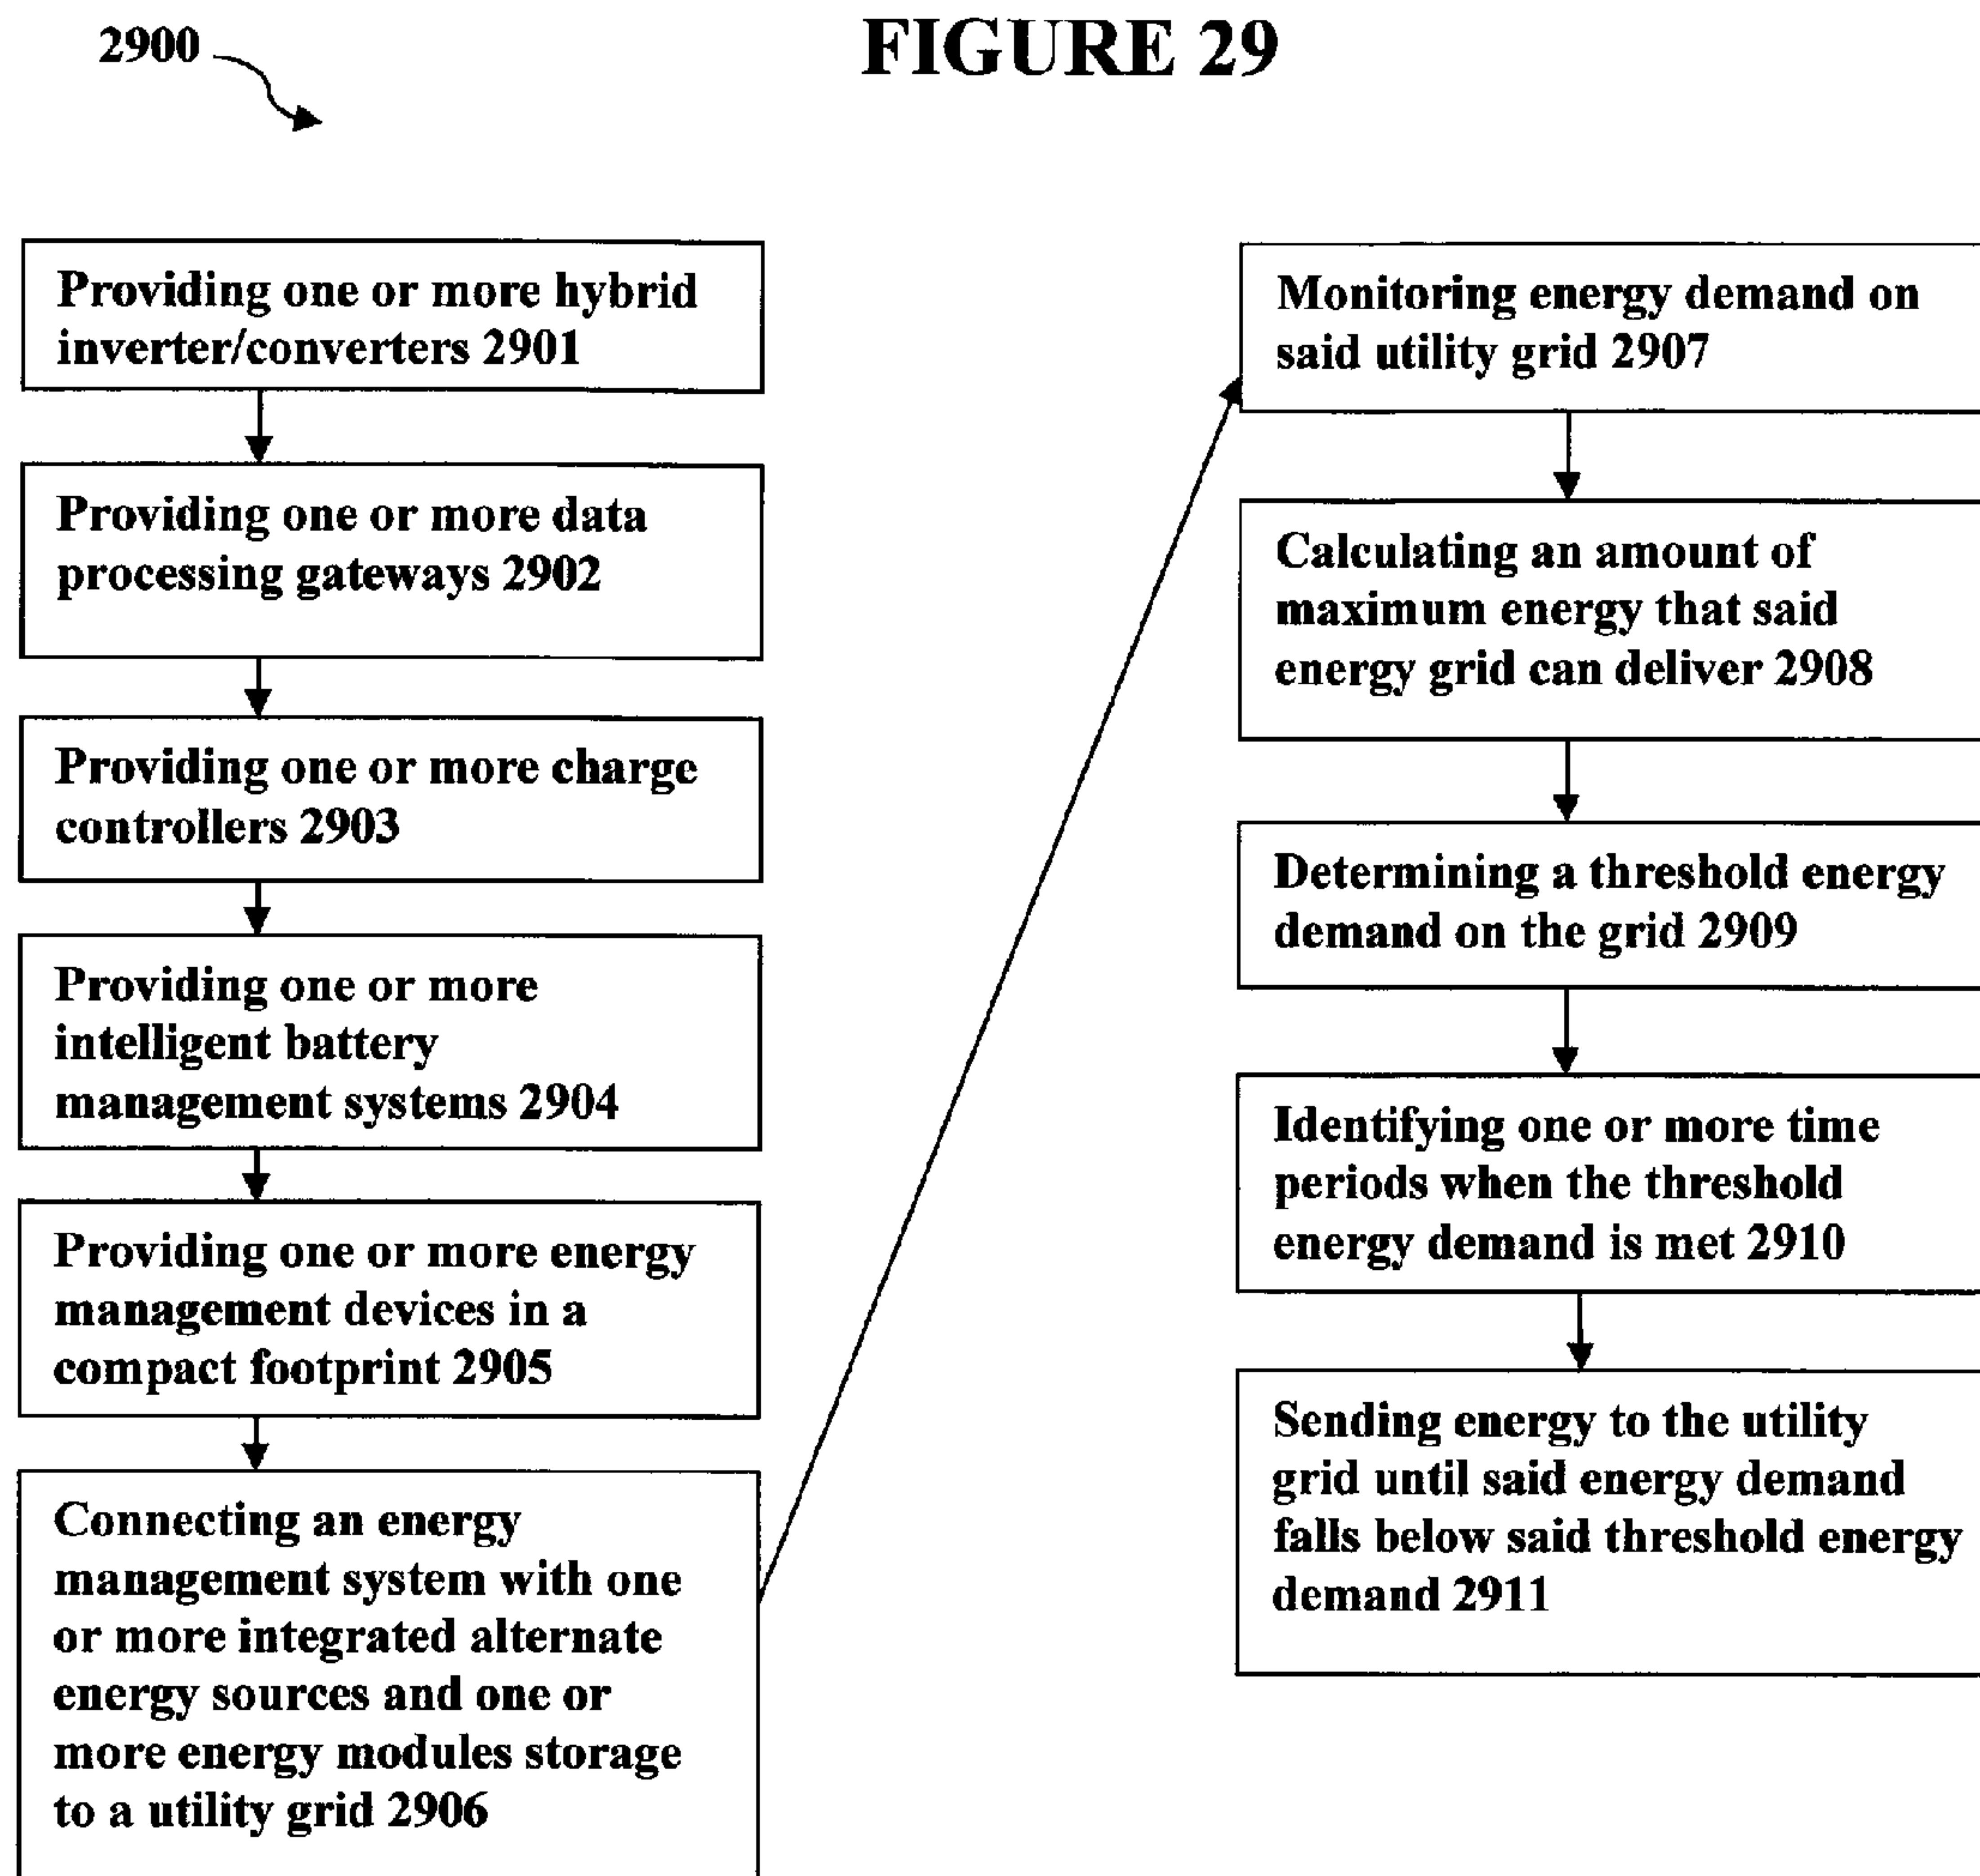 2900
FIGURE 29
Providing one or more hybrid
inverter/converters 2901
Providing one or more data
processing gateways 2902
Providing one or more charge
controllers 2903
Providing one or more
intelligent battery
management systems 2904
Providing one or more energy
management devices in a
compact footprint 2905
Connecting an energy
management system with one
or more integrated alternate
energy sources and one or
more energy modules storage
to a utility grid 2906
Monitoring energy demand on
said utility grid 2907
Calculating an amount of
maximum energy that said
energy grid can deliver 2908
Determining a threshold energy
demand on the grid 2909
Identifying one or more time
periods when the threshold
energy demand is met 2910
Sending energy to the utility
grid until said energy demand
falls below said threshold energy
demand 2911